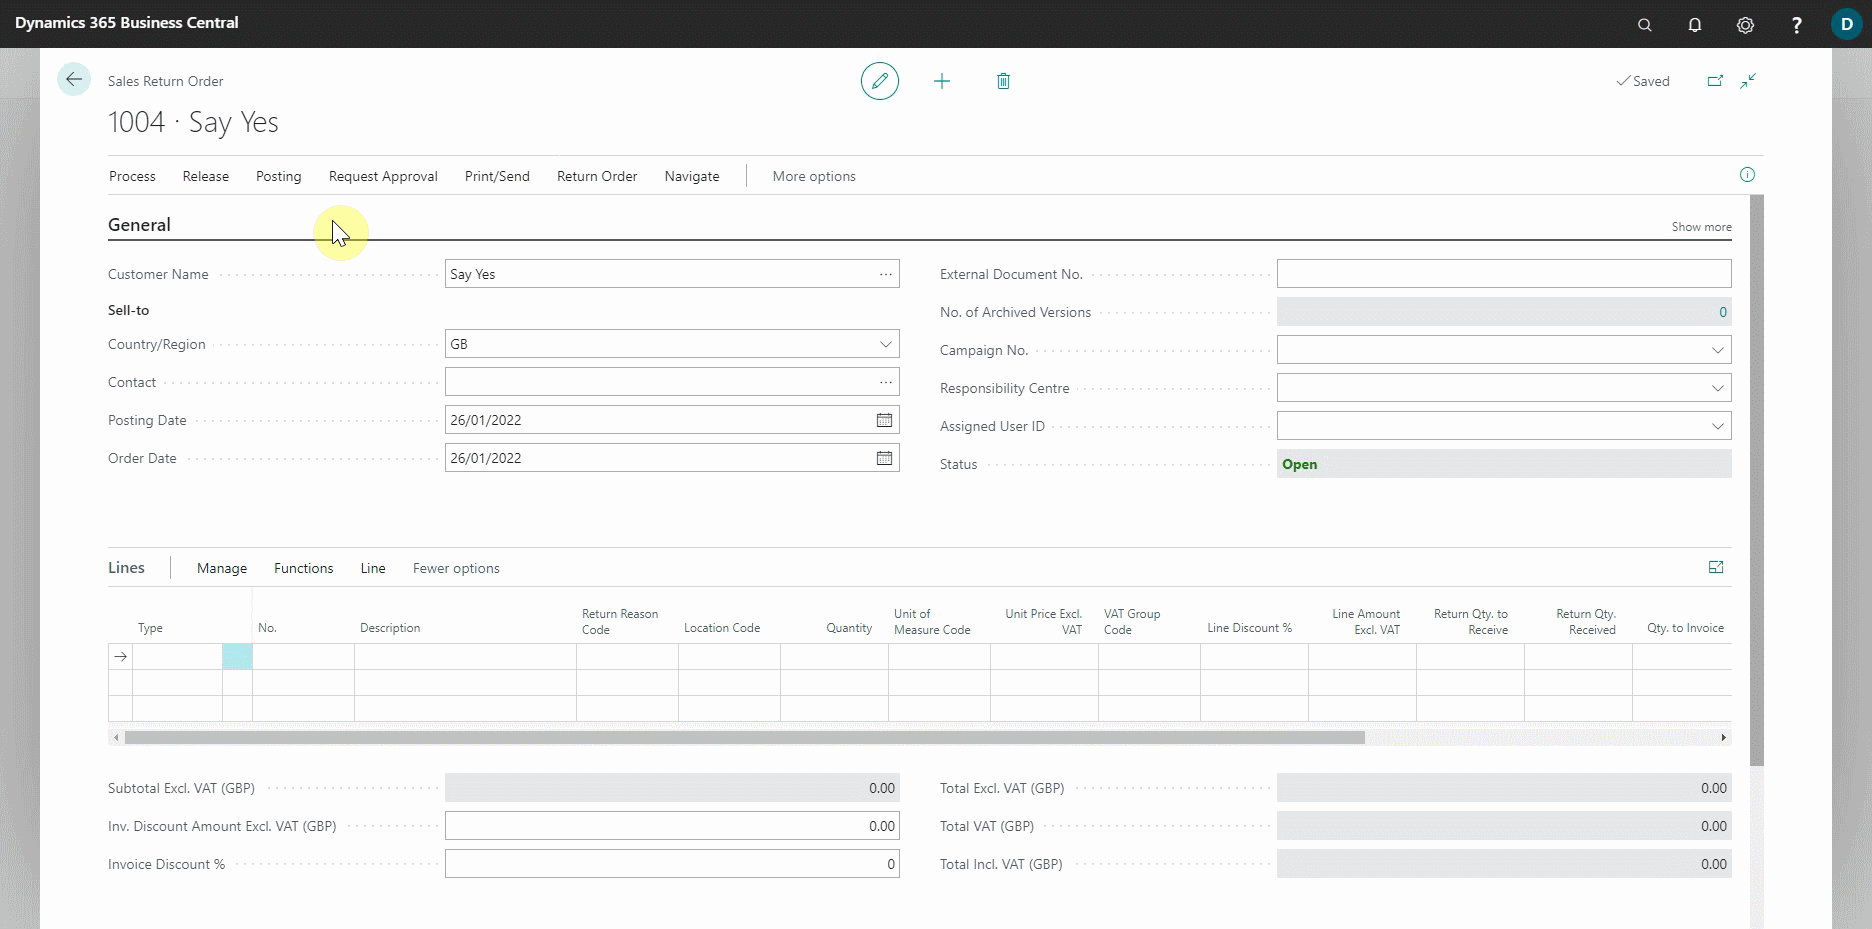 Dynamics 365 Business Central
?
D
Sales Return Order
Saved
1004 · Say Yes
Process Release Posting Request Approval Print/Send Return Order Navigate More options
General
Show more
Customer Name Say Yes
Sell-to
Country/Region GB
Contact
Posting Date 26/01/2022
Order Date 26/01/2022
External Document No.
No. of Archived Versions 0
Campaign No.
Responsibility Centre
Assigned User ID
Status Open
Lines Manage Functions Line Fewer options
Type
No.
Description
Return Reason
Code
Location Code
Quantity
Unit of
Measure Code
Unit Price Excl.
VAT
VAT Group
Code
Line Discount %
Line Amount
Excl. VAT
Return Qty. to
Receive
Return Qty.
Received
Qty. to Invoice
Subtotal Excl. VAT (GBP) 0.00
Inv. Discount Amount Excl. VAT (GBP) 0.00
Invoice Discount % 0
Total Excl. VAT (GBP) 0.00
Total VAT (GBP) 0.00
Total Incl. VAT (GBP) 0.00